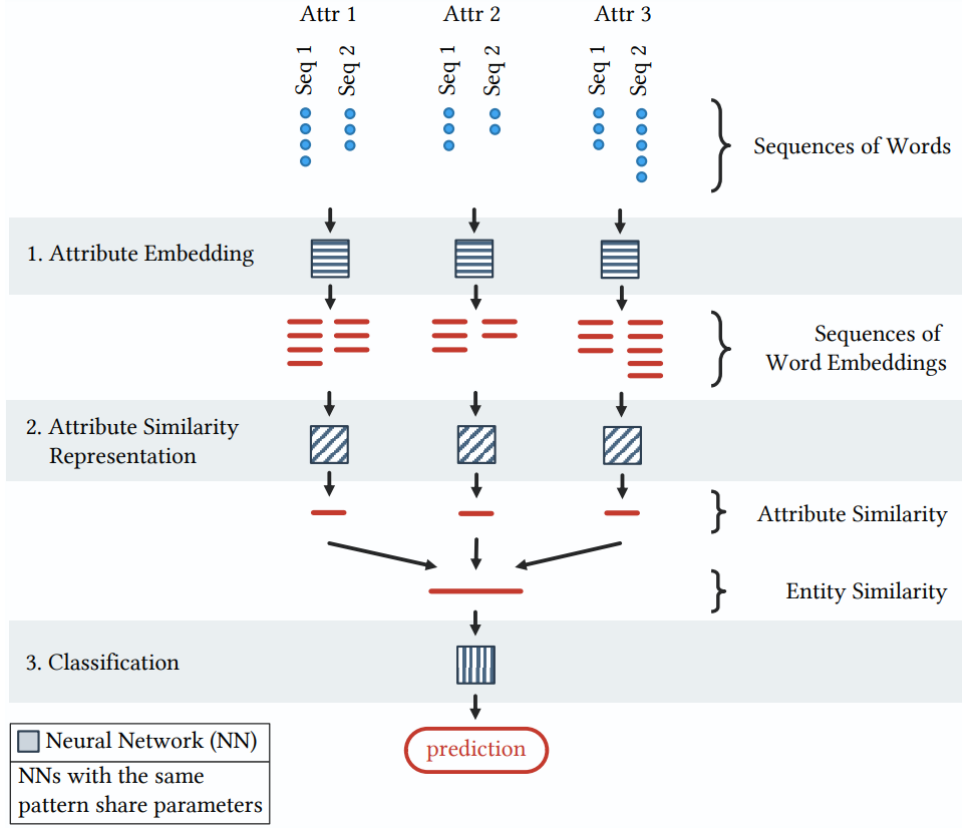 Attr 1
Attr 2
Attr 3
Seq 1
Seq 2
Seq 1
Seq 2
Seq 1
Seq 2
Sequences of Words
1. Attribute Embedding
Sequences of
Word Embeddings
2. Attribute Similarity
Representation
Attribute Similarity
Entity Similarity
3. Classification
Neural Network (NN)
NNs with the same
pattern share parameters
prediction